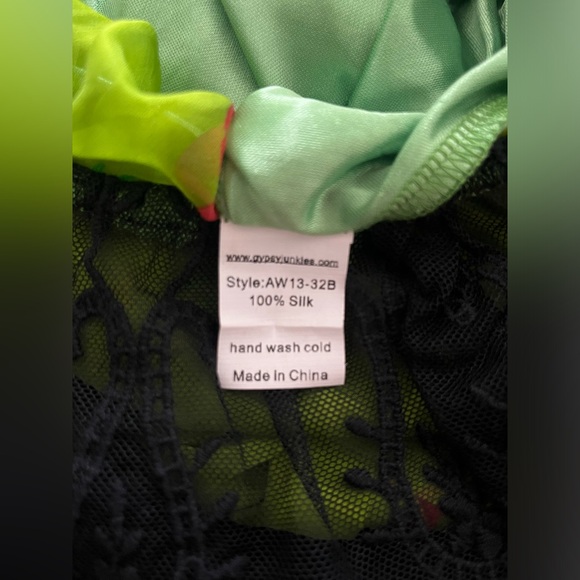 www.gypsyjunkies.com
Style:AW13-32B
100% Silk
hand wash cold
Made in China